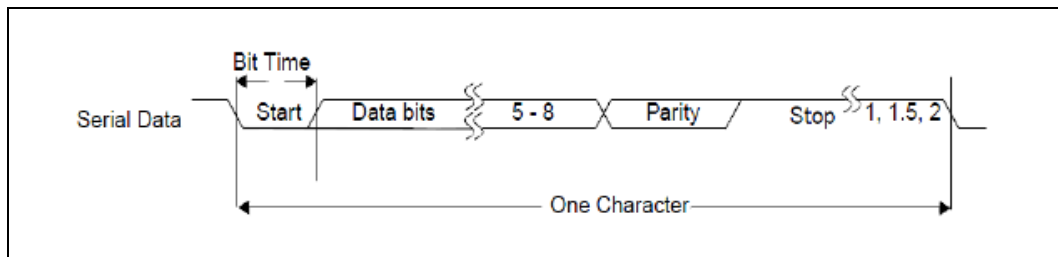 Bit Time
Serial Data Start Data bits 5 - 8 Parity Stop 1, 1.5, 2
One Character